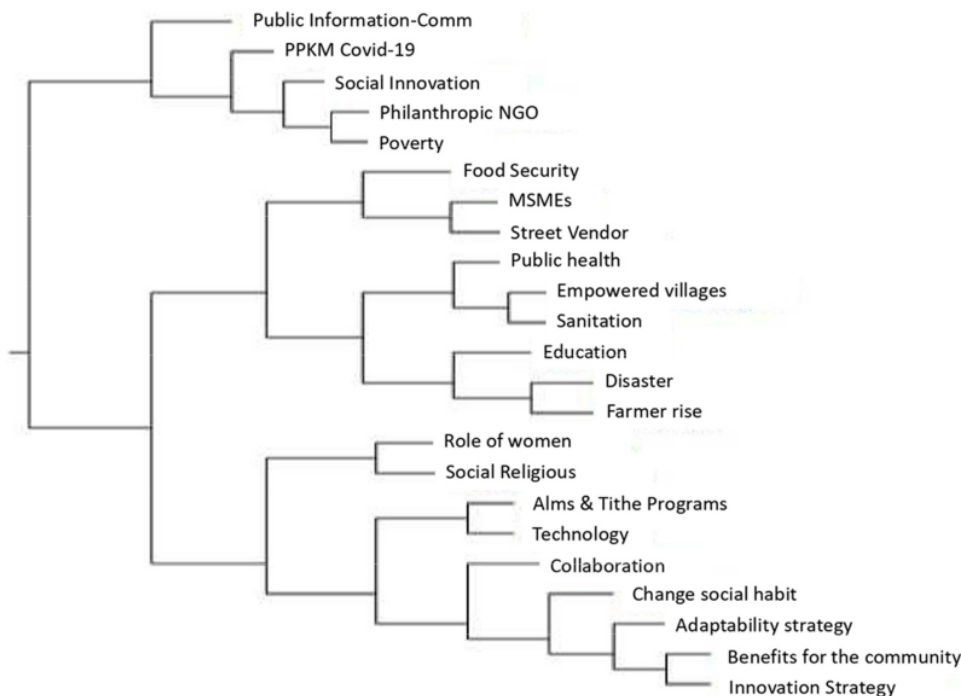 Public Information-Comm
PPKM Covid-19
Social Innovation
Philanthropic NGO
Poverty
Food Security
MSMEs
Street Vendor
Public health
Empowered villages
Sanitation
Education
Disaster
Farmer rise
Role of women
Social Religious
Alms & Tithe Programs
Technology
Collaboration
Change social habit
Adaptability strategy
Benefits for the community
Innovation Strategy